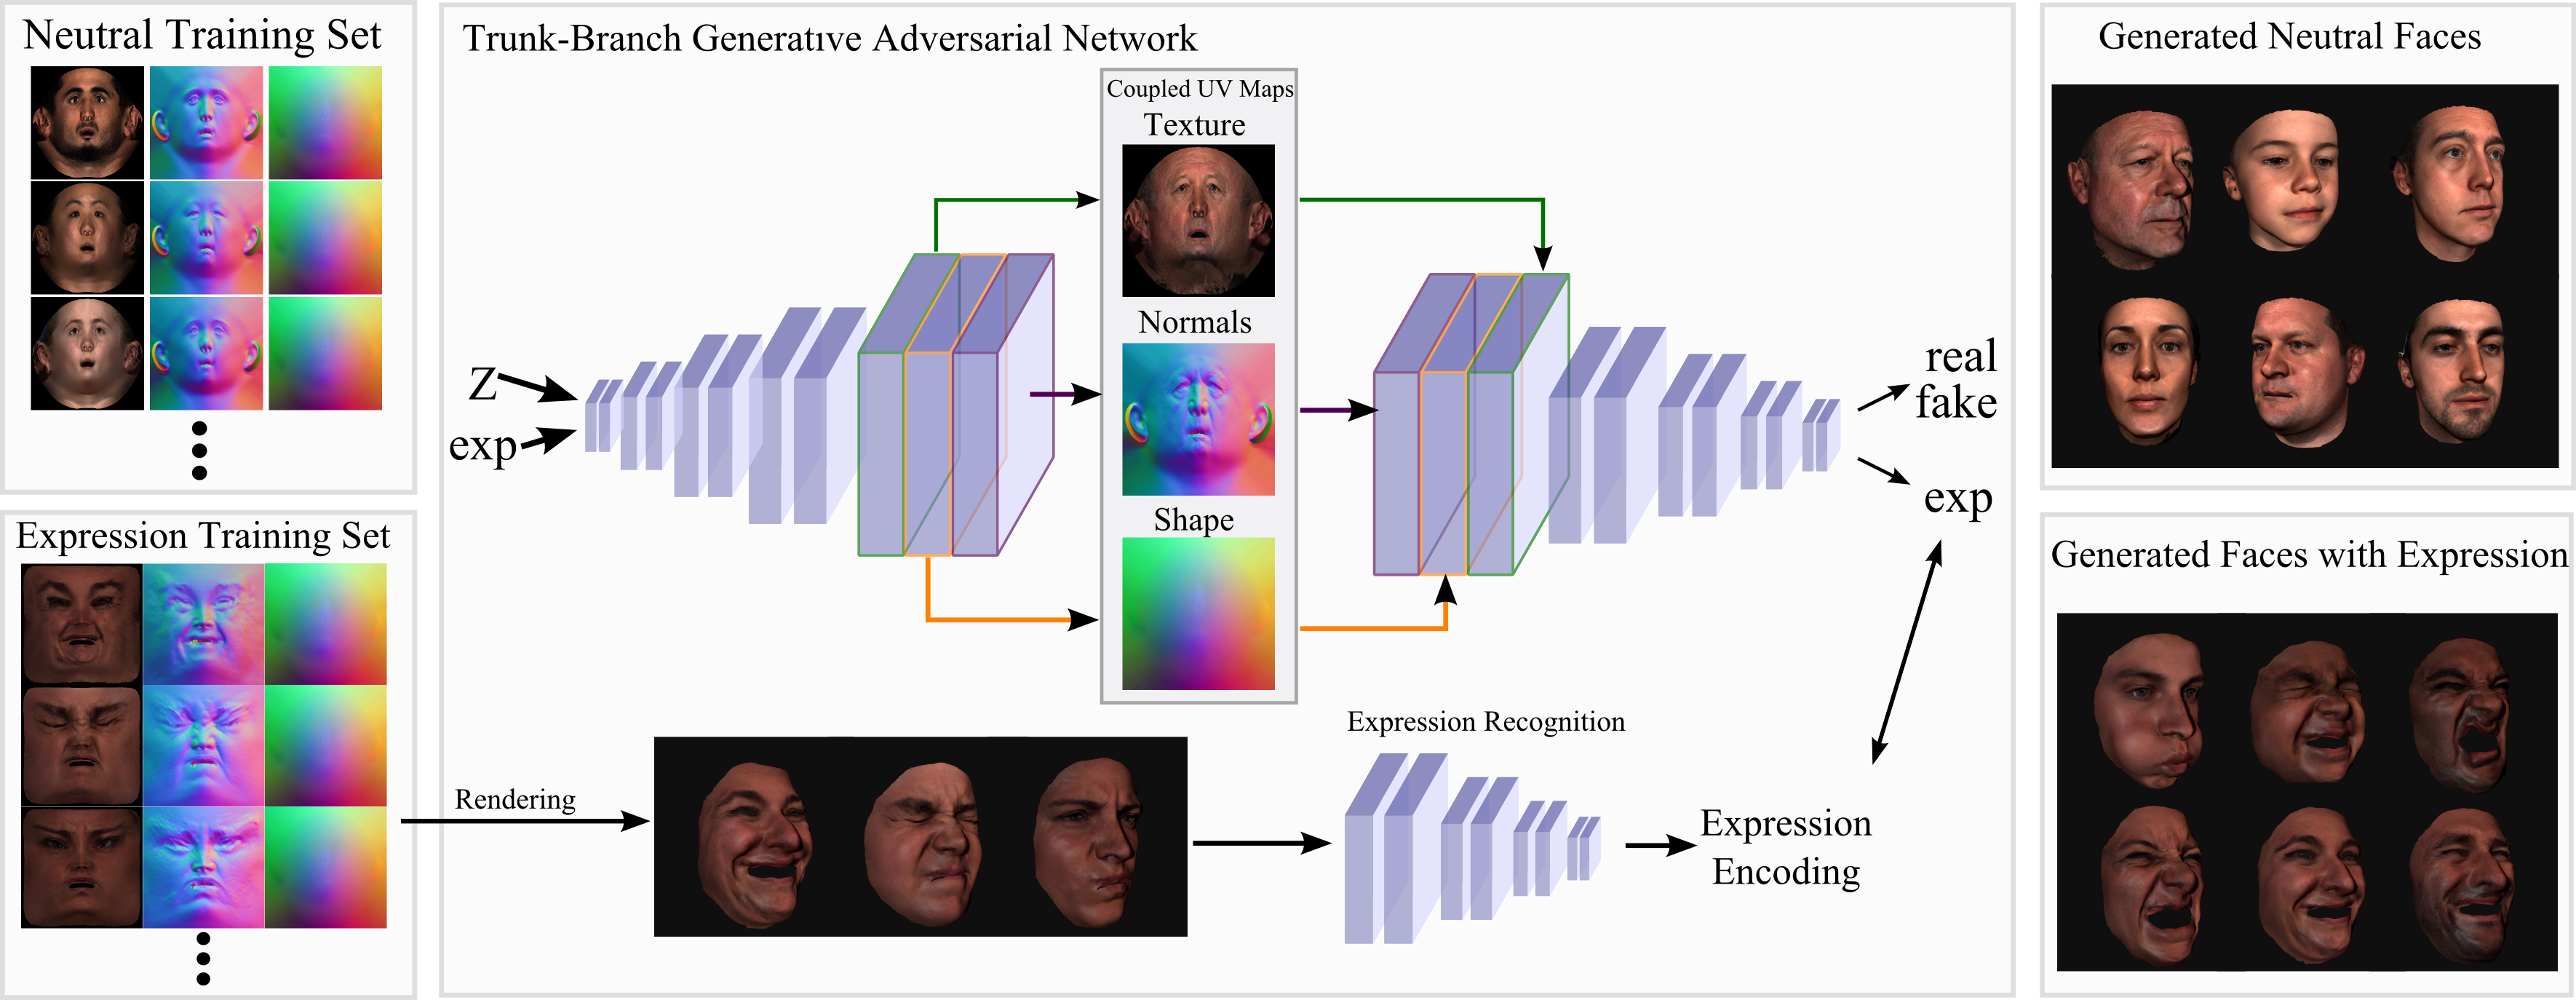 Neutral Training Set
Expression Training Set
Trunk-Branch Generative Adversarial Network
Coupled UV Maps
Texture
Normals
Shape
Z
exp
real
fake
exp
Rendering
Expression Recognition
Expression
Encoding
Generated Neutral Faces
Generated Faces with Expression